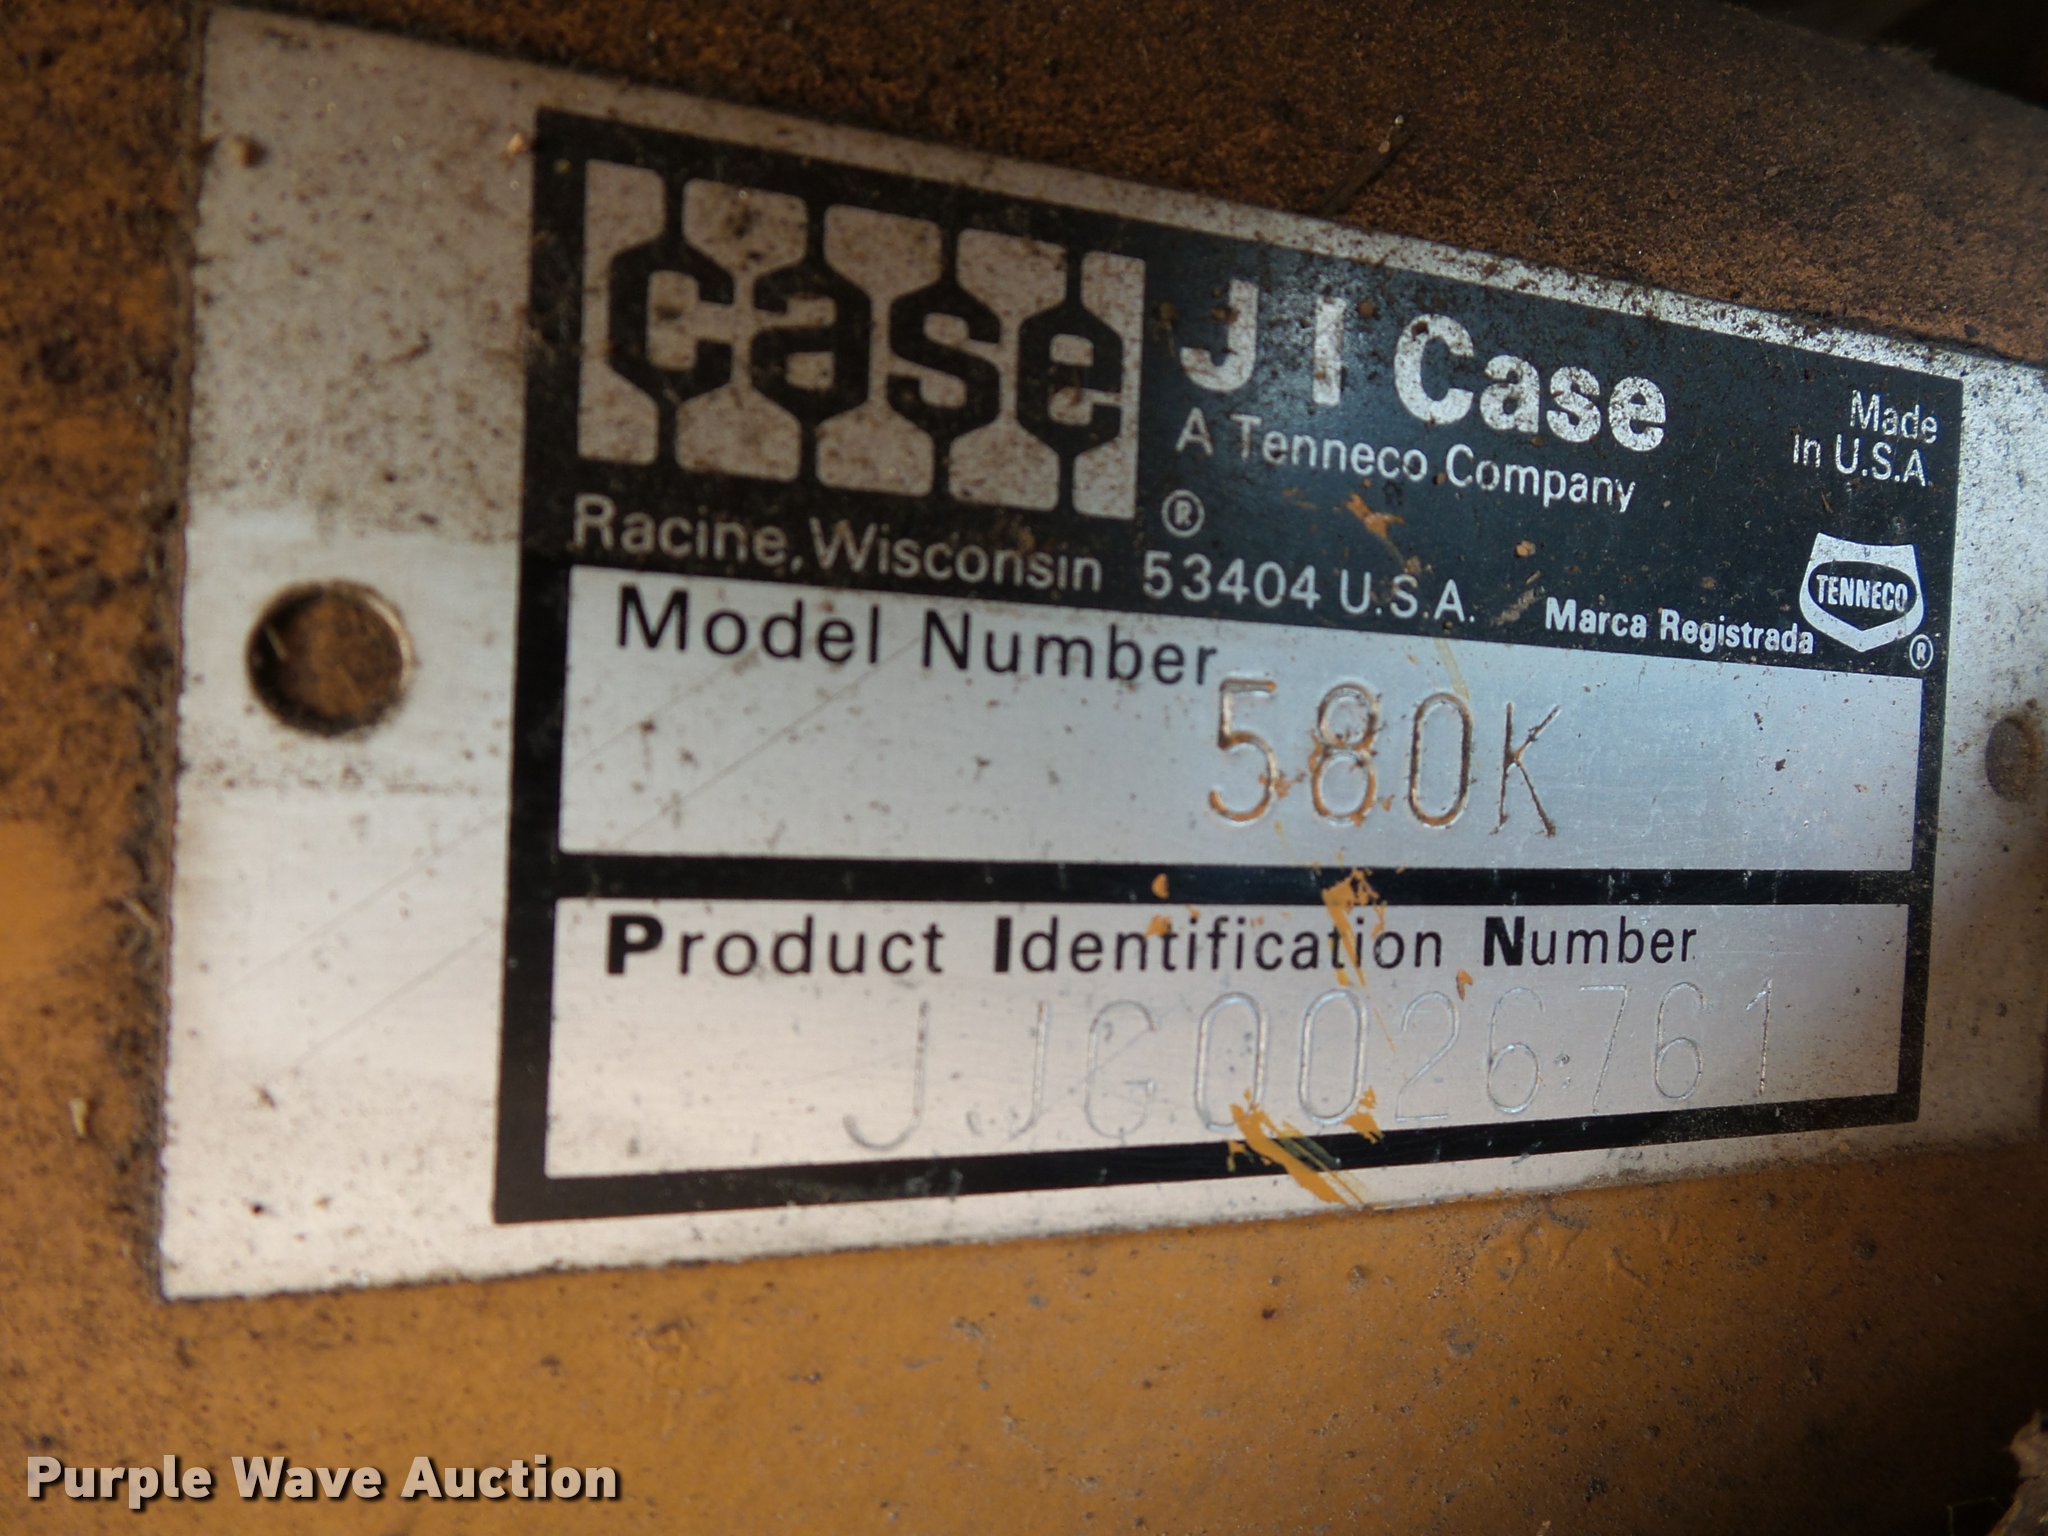 case
J I Case
A Tenneco Company
Made
in U.S.A.
®
Racine, Wisconsin 53404 U.S.A.
Marca Registrada
TENNECO
®
Model Number
580K
Product Identification Number
JJG0026761
Purple Wave Auction